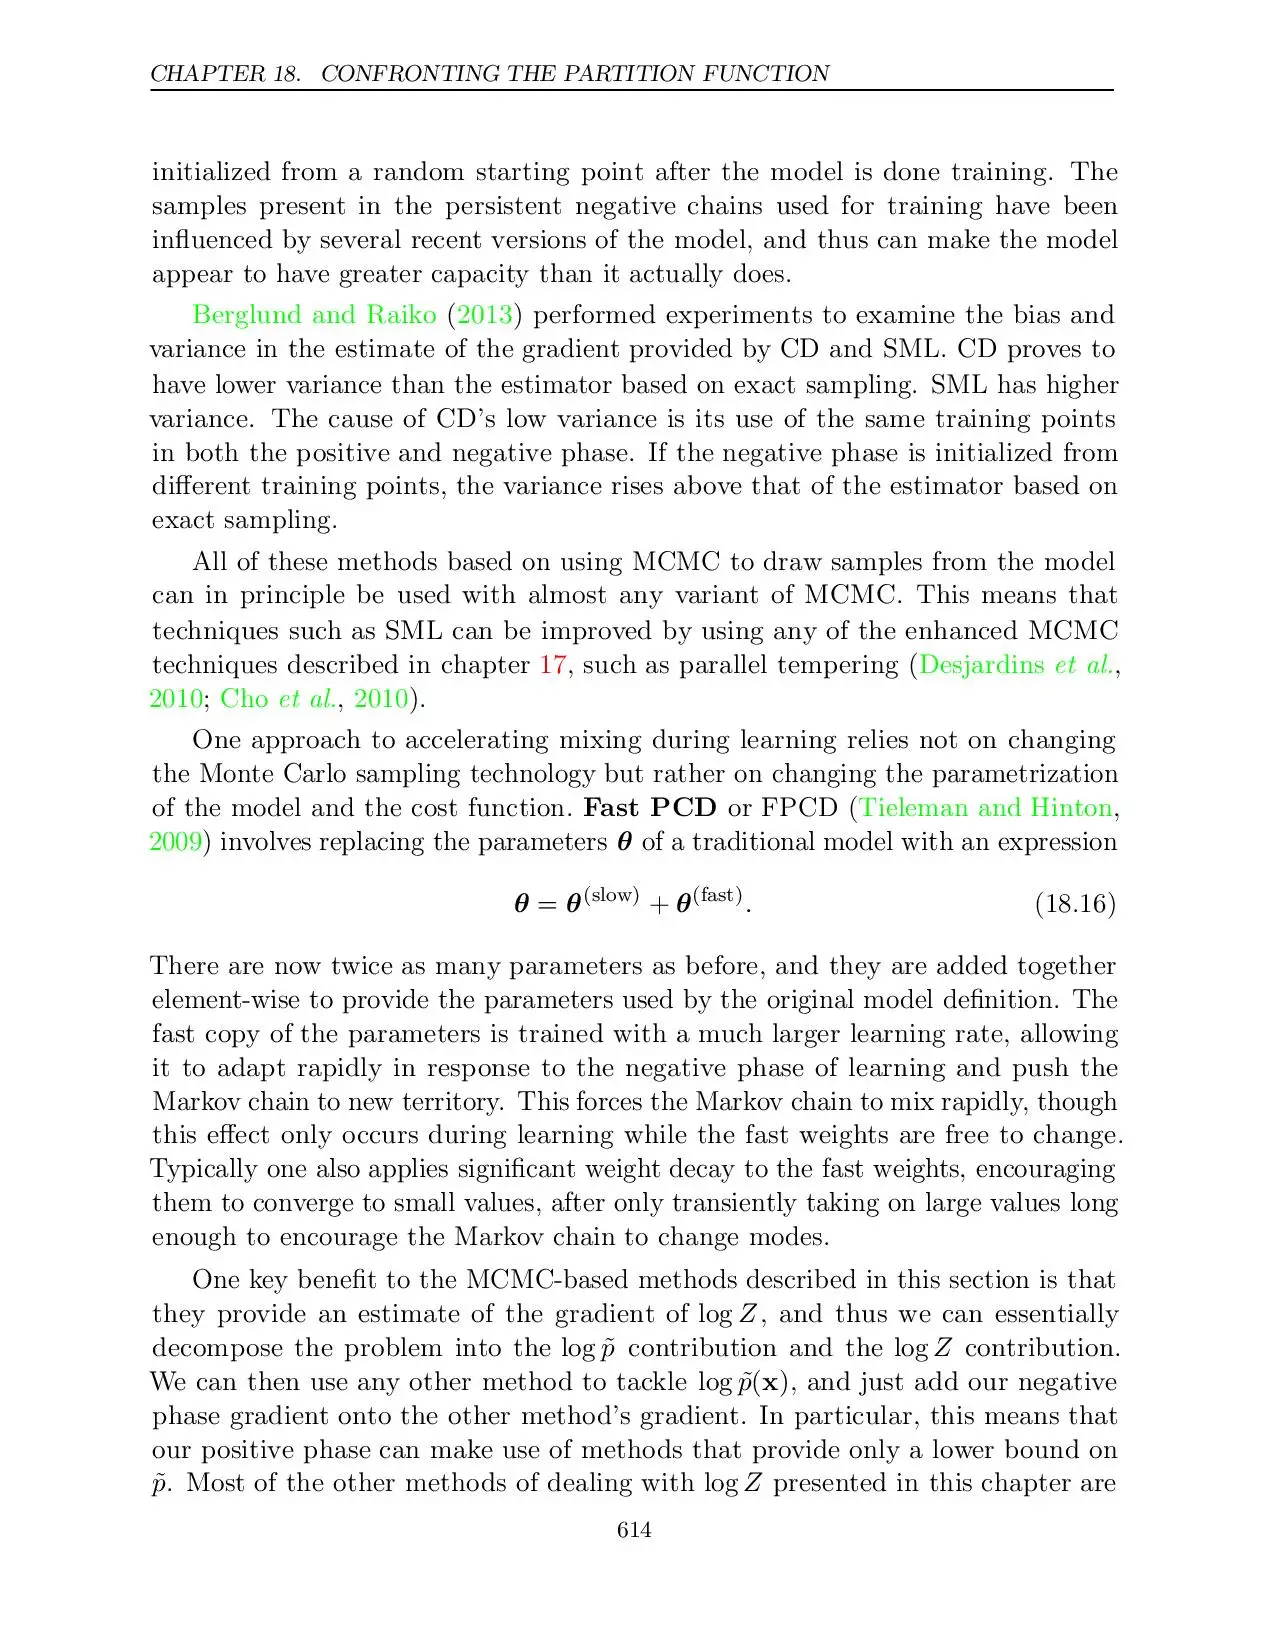 CHAPTER 18. CONFRONTING THE PARTITION FUNCTION
initialized from a random starting point after the model is done training. The
samples present in the persistent negative chains used for training have been
influenced by several recent versions of the model, and thus can make the model
appear to have greater capacity than it actually does.
Berglund and Raiko (2013) performed experiments to examine the bias and
variance in the estimate of the gradient provided by CD and SML. CD proves to
have lower variance than the estimator based on exact sampling. SML has higher
variance. The cause of CD’s low variance is its use of the same training points
in both the positive and negative phase. If the negative phase is initialized from
different training points, the variance rises above that of the estimator based on
exact sampling.
All of these methods based on using MCMC to draw samples from the model
can in principle be used with almost any variant of MCMC. This means that
techniques such as SML can be improved by using any of the enhanced MCMC
techniques described in chapter 17, such as parallel tempering (Desjardins et al.,
2010; Cho et al., 2010).
One approach to accelerating mixing during learning relies not on changing
the Monte Carlo sampling technology but rather on changing the parametrization
of the model and the cost function. Fast PCD or FPCD (Tieleman and Hinton,
2009) involves replacing the parameters θ of a traditional model with an expression
θ = θ^(slow) + θ^(fast). (18.16)
There are now twice as many parameters as before, and they are added together
element-wise to provide the parameters used by the original model definition. The
fast copy of the parameters is trained with a much larger learning rate, allowing
it to adapt rapidly in response to the negative phase of learning and push the
Markov chain to new territory. This forces the Markov chain to mix rapidly, though
this effect only occurs during learning while the fast weights are free to change.
Typically one also applies significant weight decay to the fast weights, encouraging
them to converge to small values, after only transiently taking on large values long
enough to encourage the Markov chain to change modes.
One key benefit to the MCMC-based methods described in this section is that
they provide an estimate of the gradient of log Z, and thus we can essentially
decompose the problem into the log p̃ contribution and the log Z contribution.
We can then use any other method to tackle log p̃(x), and just add our negative
phase gradient onto the other method’s gradient. In particular, this means that
our positive phase can make use of methods that provide only a lower bound on
p̃. Most of the other methods of dealing with log Z presented in this chapter are
614